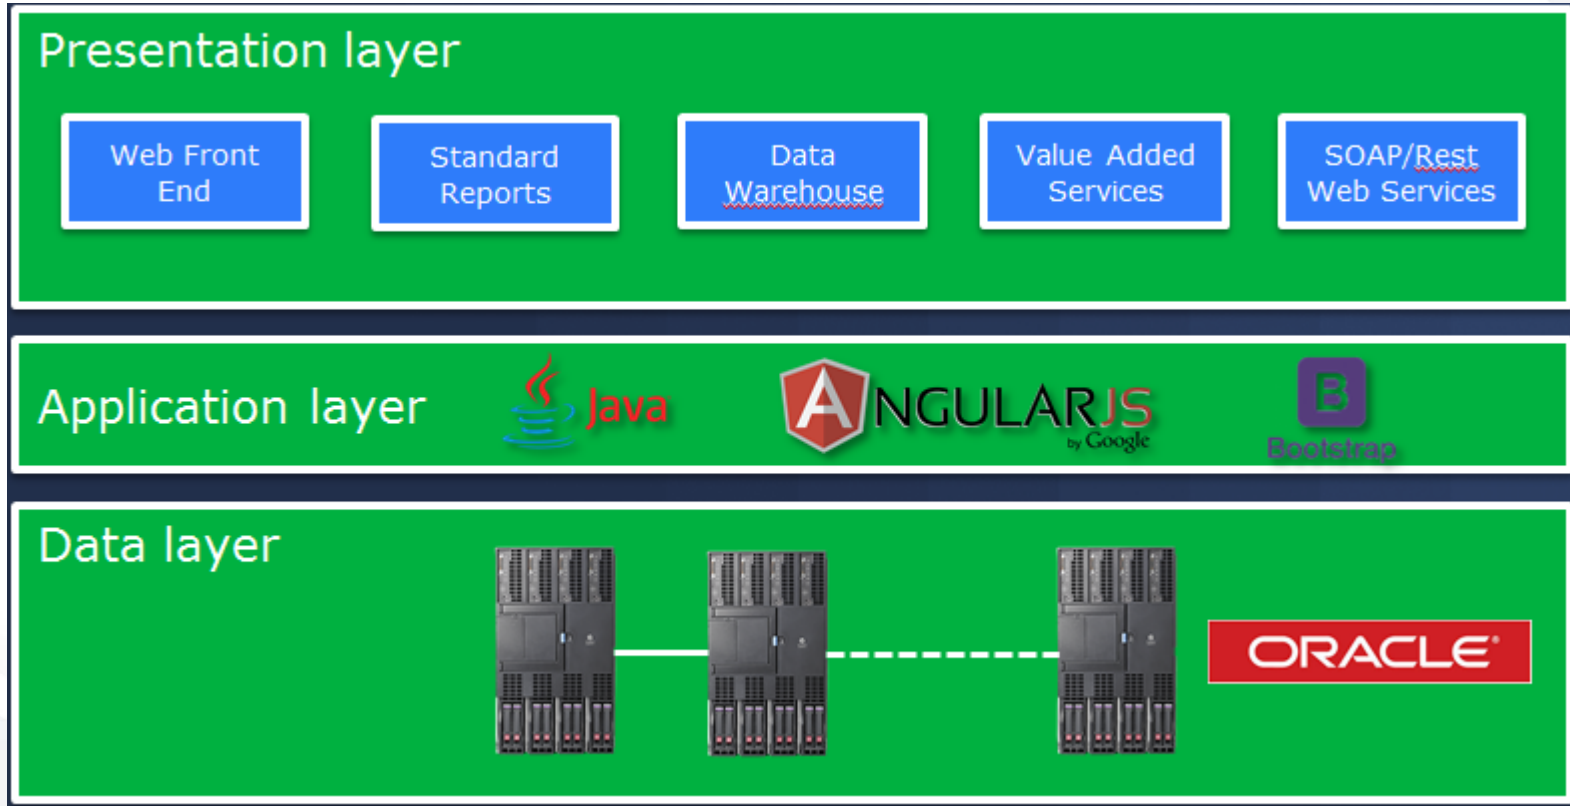 Presentation layer
Web Front
End
Standard
Reports
Data
Warehouse
Value Added
Services
SOAP/Rest
Web Services
Application layer
Java
ANGULARJS
by Google
B
Bootstrap
Data layer
ORACLE®